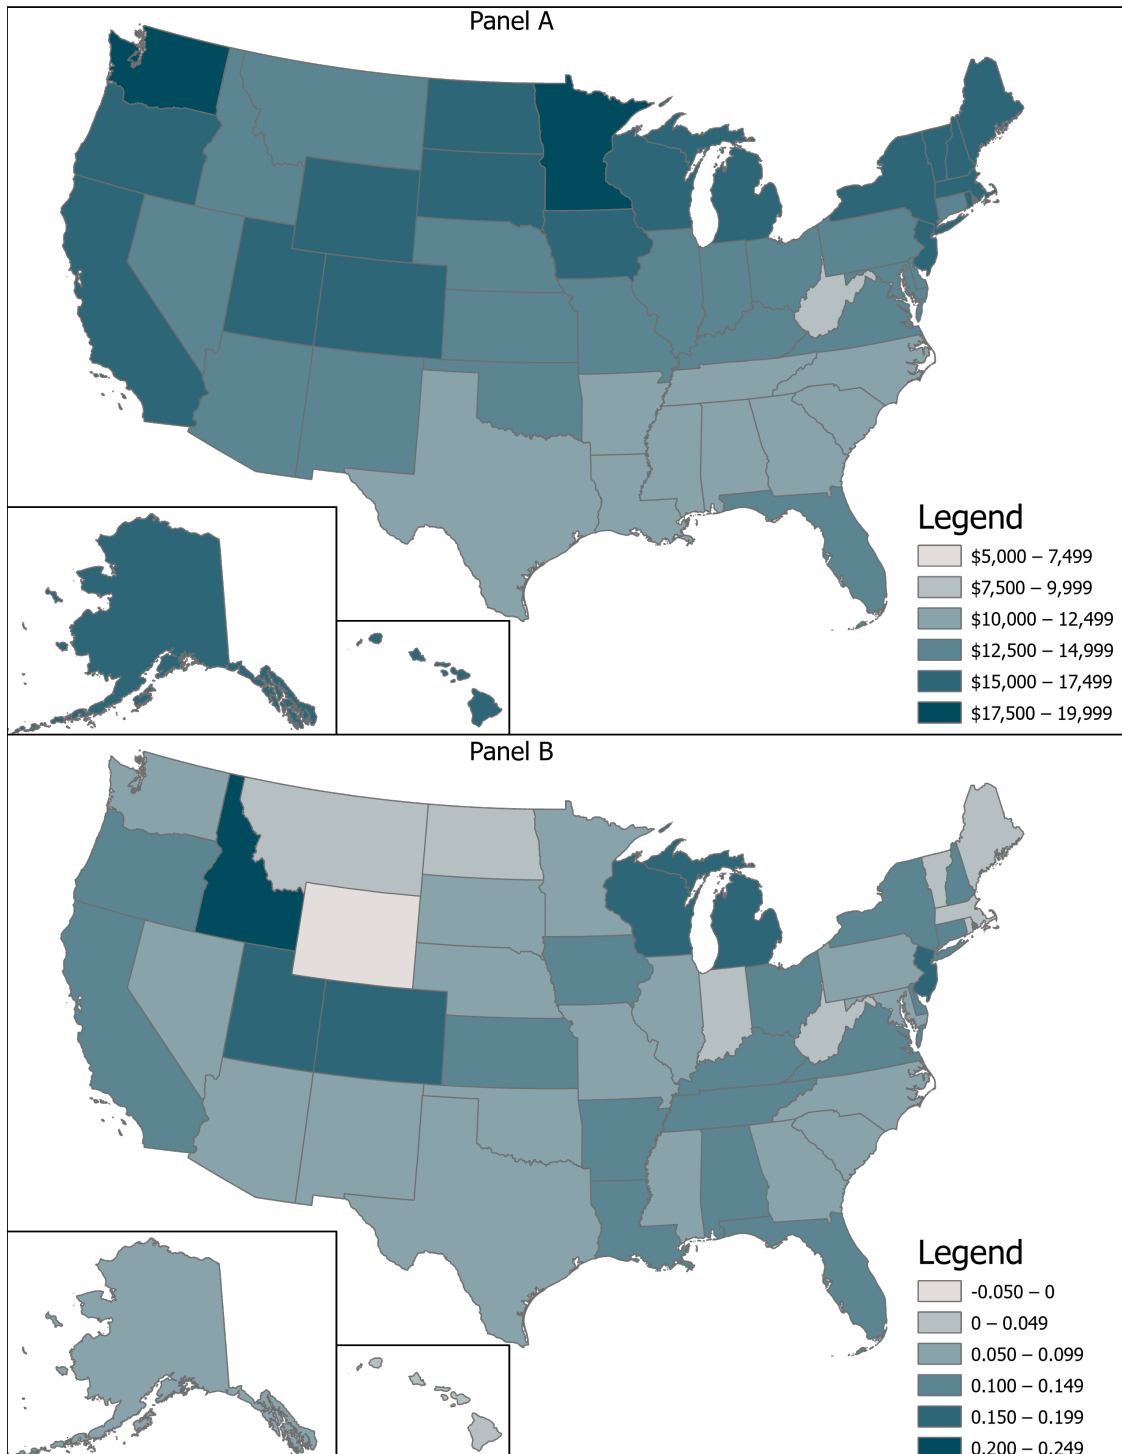 Panel A
Legend
$5,000 – 7,499
$7,500 – 9,999
$10,000 – 12,499
$12,500 – 14,999
$15,000 – 17,499
$17,500 – 19,999
Panel B
Legend
-0.050 – 0
0 – 0.049
0.050 – 0.099
0.100 – 0.149
0.150 – 0.199
0.200 – 0.249